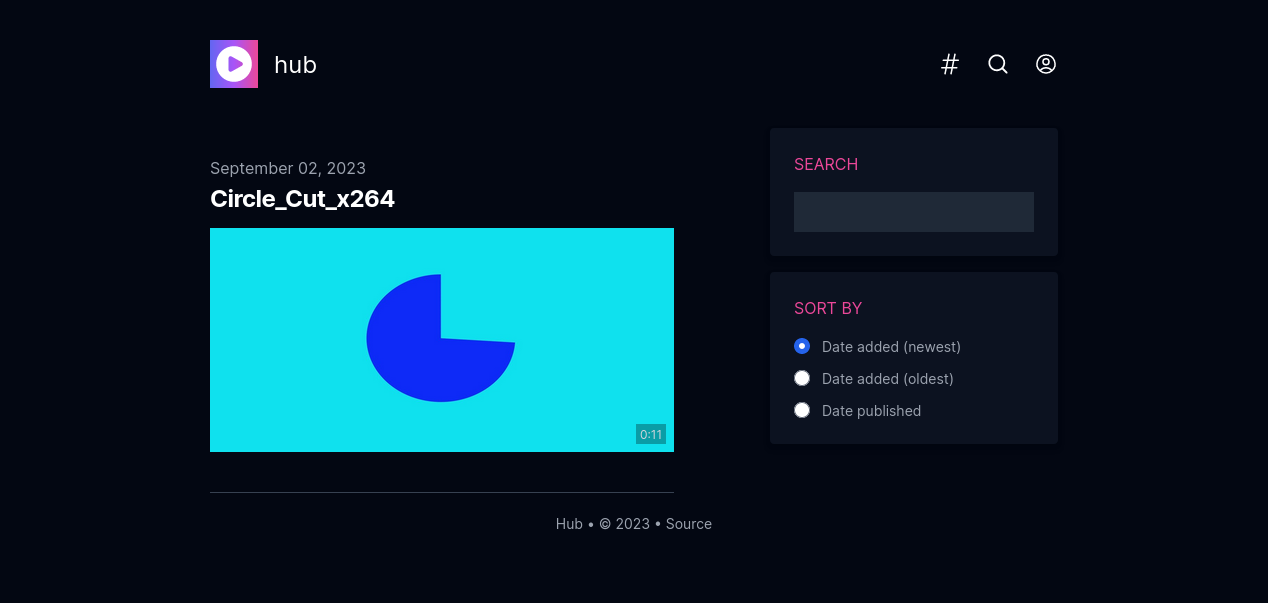 hub
September 02, 2023
Circle_Cut_x264
0:11
SEARCH
SORT BY
Date added (newest)
Date added (oldest)
Date published
Hub • © 2023 • Source